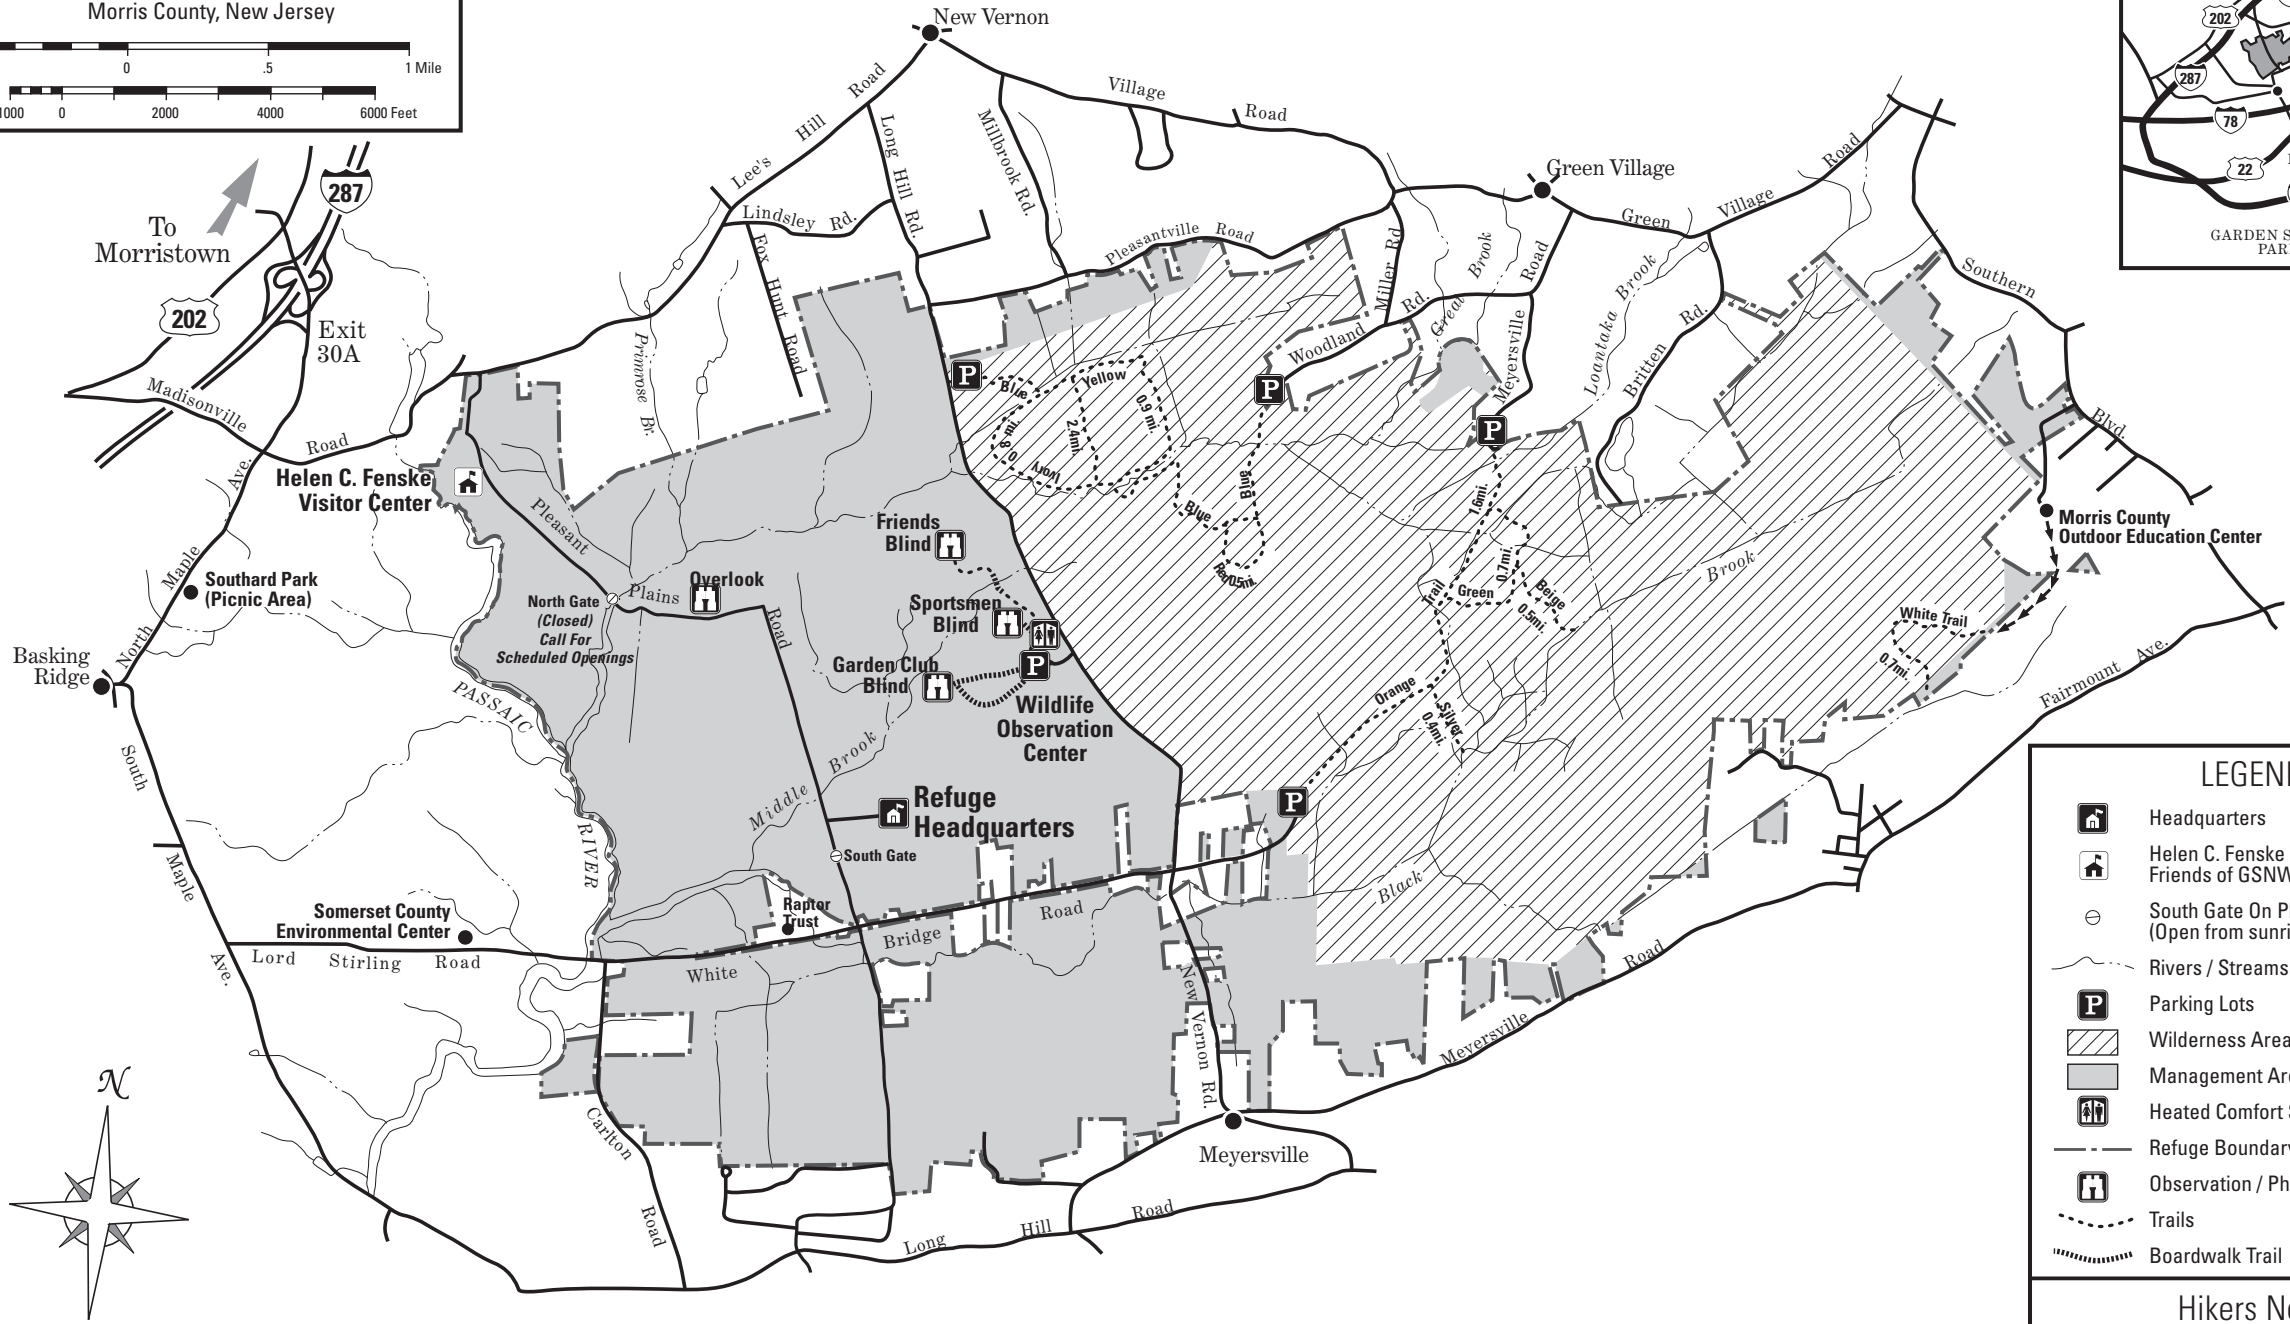 Morris County, New Jersey
0 .5 1 Mile
1000 0 2000 4000 6000 Feet
New Vernon
Village Road
Lee's Hill Road
Long Hill Rd.
Millbrook Rd.
Lindsley Rd.
Fox Hunt Road
Pleasantville Road
Green Village
Green Village Road
Miller Rd
Woodland Rd.
Great Brook
Meyersville Road
Loantaka Brook
Britten Rd.
Southern Blvd.
202
287
78
22
GARDEN S
PAR
287
To
Morristown
202
Exit
30A
Madisonville Road
Primrose Br.
Helen C. Fenske
Visitor Center
North Maple Ave.
Southard Park
(Picnic Area)
Basking
Ridge
South Maple Ave.
Pleasant Plains Road
North Gate
(Closed)
Call For
Scheduled Openings
Overlook
PASSAIC RIVER
Friends
Blind
Sportsmen
Blind
Garden Club
Blind
P
Wildlife
Observation
Center
Middle Brook
Refuge
Headquarters
South Gate
Raptor
Trust
Somerset County
Environmental Center
Lord Stirling Road
White Bridge Road
Carlton Road
New Vernon Rd.
Meyersville
Meyersville Road
Long Hill Road
N
P
Blue
Yellow
0.8 mi.
2.4mi.
0.9 mi.
Ivory
P
Blue
Blue
Red 0.5mi.
P
1.6mi.
0.7mi.
Trail
Green
Beige
0.5mi.
Orange
Silver
0.4mi.
P
Black Brook
White Trail
0.7mi.
Morris County
Outdoor Education Center
Fairmount Ave.
LEGEN
Headquarters
Helen C. Fenske
Friends of GSNW
South Gate On P
(Open from sunri
Rivers / Streams
P Parking Lots
Wilderness Area
Management Are
Heated Comfort S
Refuge Boundary
Observation / Ph
Trails
Boardwalk Trail
Hikers No